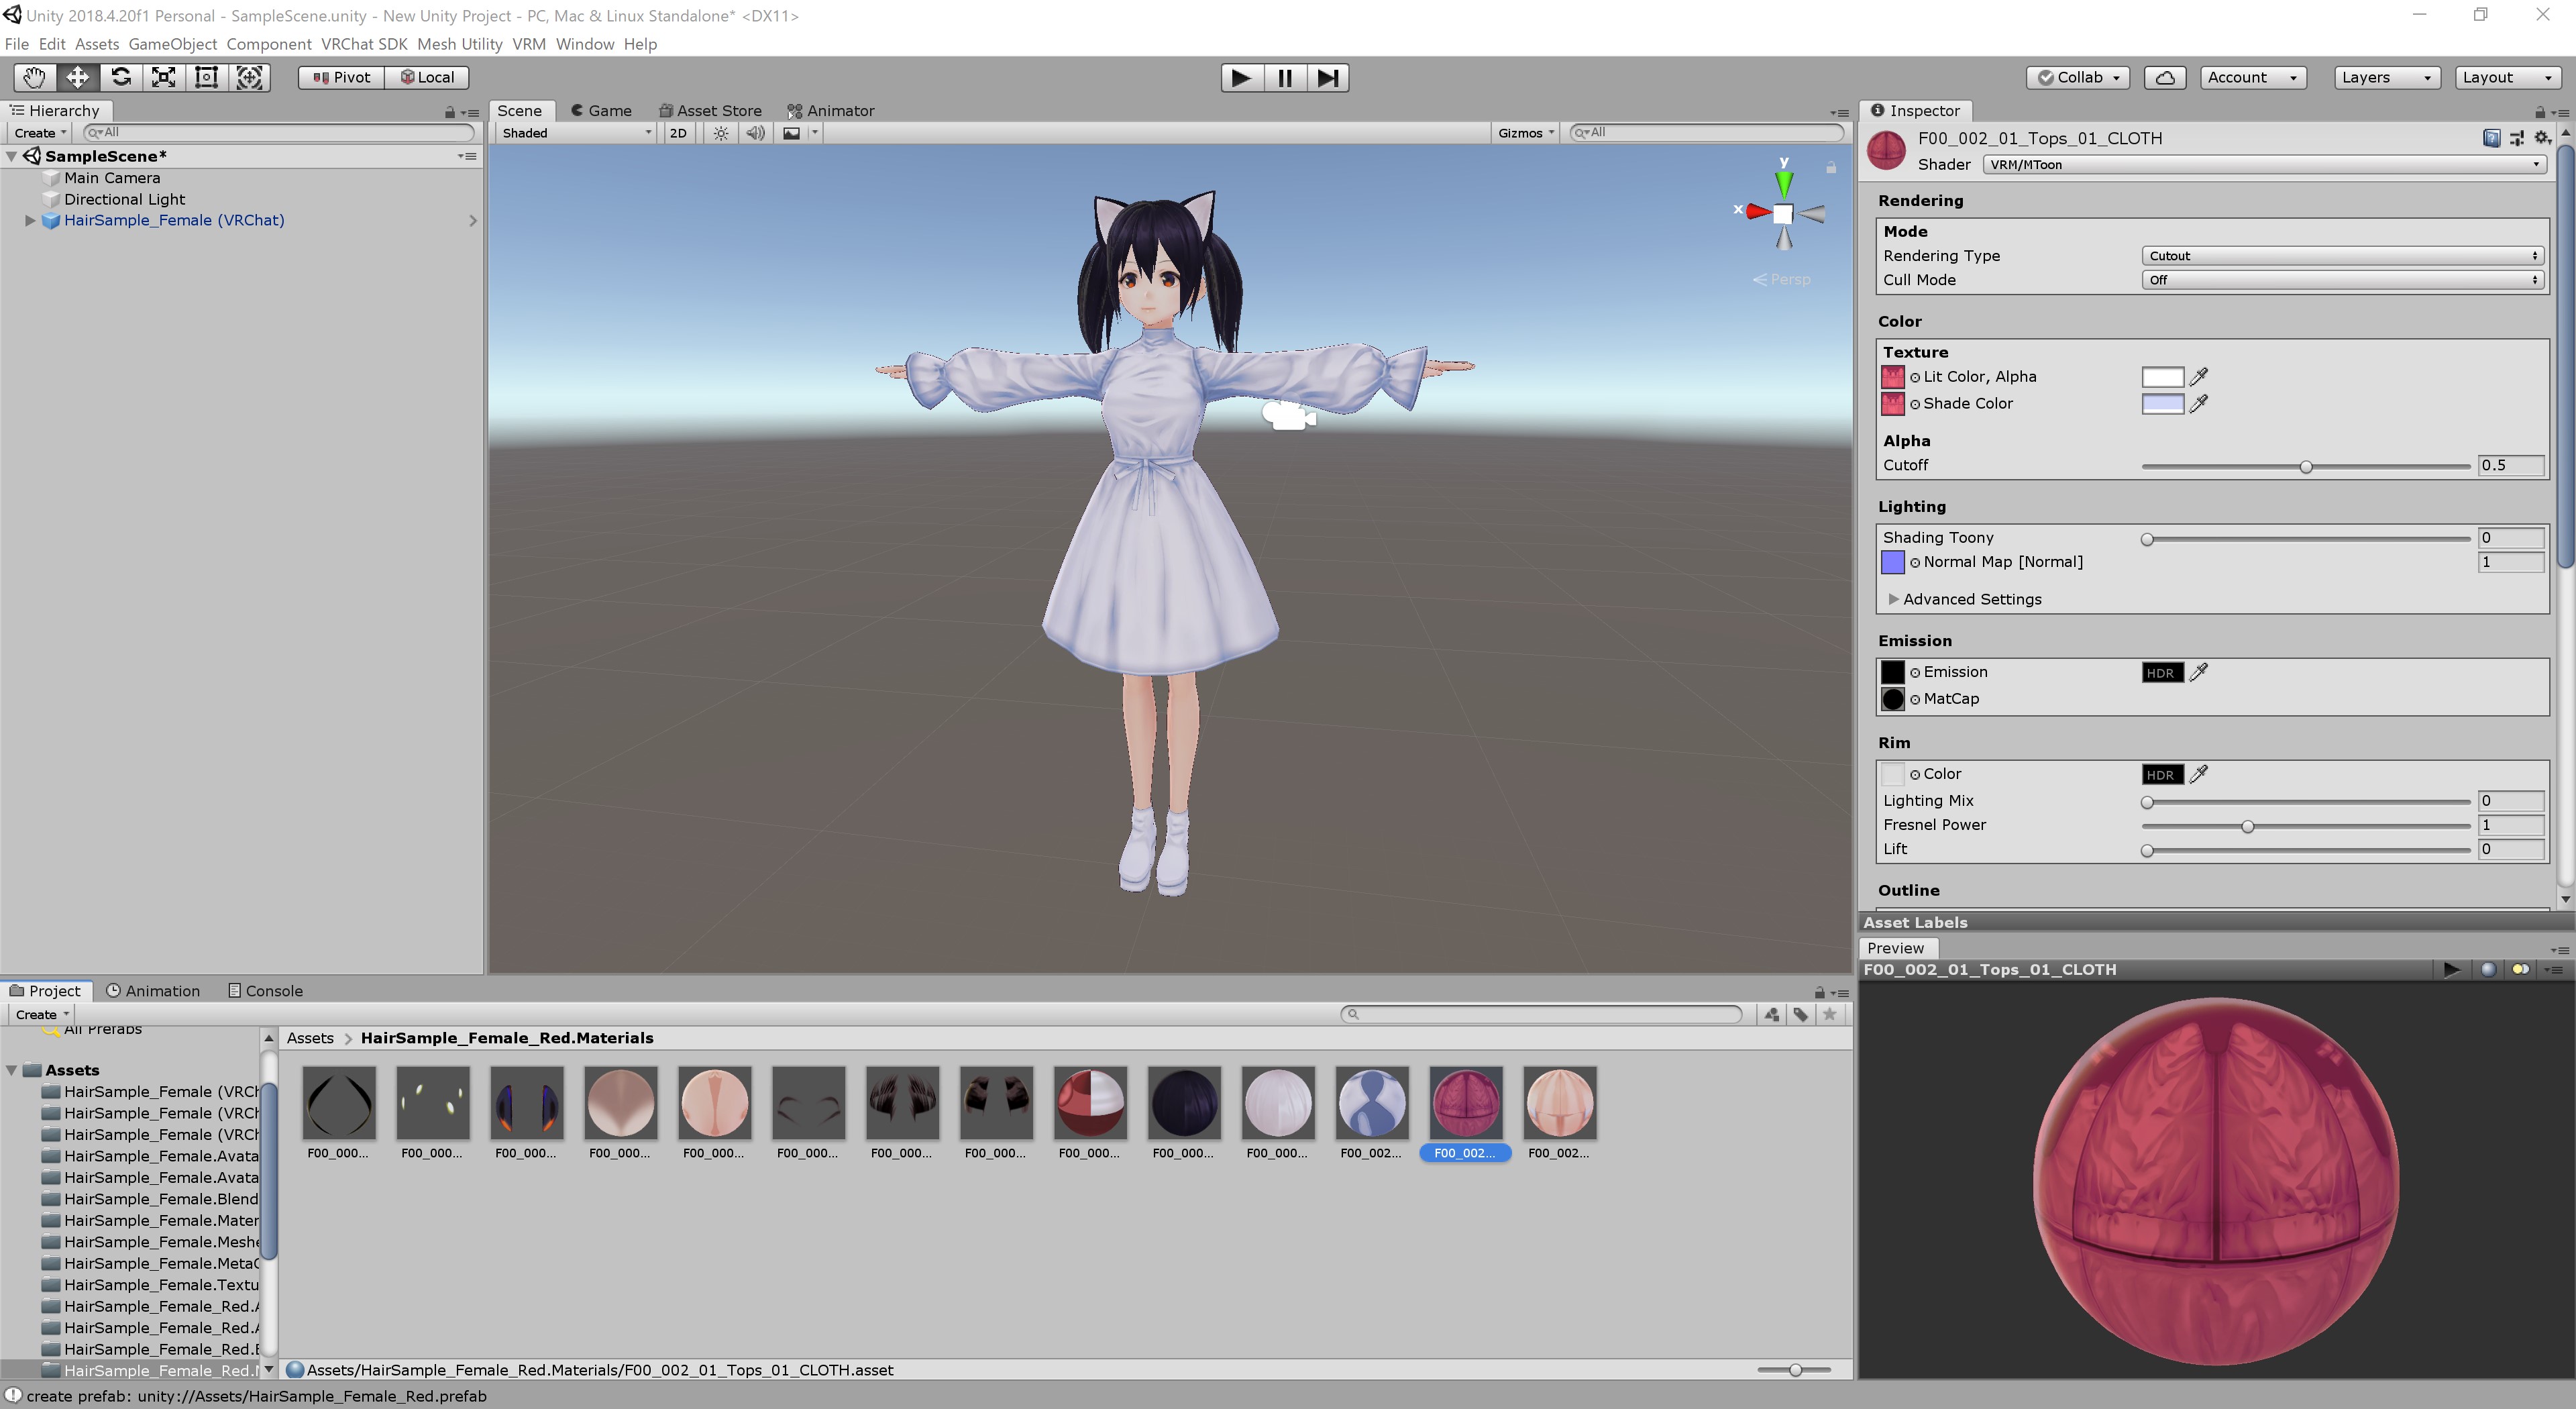 Unity 2018.4.20f1 Personal - SampleScene.unity - New Unity Project - PC, Mac & Linux Standalone* <DX11>
File Edit Assets GameObject Component VRChat SDK Mesh Utility VRM Window Help
Pivot Local Collab Account Layers Layout
Hierarchy
Create All
SampleScene*
Main Camera
Directional Light
HairSample_Female (VRChat)
Scene Game Asset Store Animator
Shaded 2D Gizmos All
y
x
Persp
Inspector
F00_002_01_Tops_01_CLOTH
Shader VRM/MToon
Rendering
Mode
Rendering Type Cutout
Cull Mode Off
Color
Texture
Lit Color, Alpha
Shade Color
Alpha
Cutoff 0.5
Lighting
Shading Toony 0
Normal Map [Normal] 1
Advanced Settings
Emission
Emission HDR
MatCap
Rim
Color HDR
Lighting Mix 0
Fresnel Power 1
Lift 0
Outline
Asset Labels
Preview
F00_002_01_Tops_01_CLOTH
Project Animation Console
Create
All Prefabs
Assets
HairSample_Female (VRCh
HairSample_Female (VRCh
HairSample_Female (VRCh
HairSample_Female.Avata
HairSample_Female.Avata
HairSample_Female.Blend
HairSample_Female.Mater
HairSample_Female.Meshe
HairSample_Female.MetaO
HairSample_Female.Textu
HairSample_Female_Red.A
HairSample_Female_Red.A
HairSample_Female_Red.B
HairSample_Female_Red.M
Assets > HairSample_Female_Red.Materials
F00_000... F00_000... F00_000... F00_000... F00_000... F00_000... F00_000... F00_000... F00_000... F00_000... F00_000... F00_002... F00_002... F00_002...
Assets/HairSample_Female_Red.Materials/F00_002_01_Tops_01_CLOTH.asset
create prefab: unity://Assets/HairSample_Female_Red.prefab